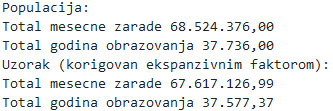 Populacija:
Total mesecne zarade 68.524.376,00
Total godina obrazovanja 37.736,00
Uzorak (korigovan ekspanzivnim faktorom):
Total mesecne zarade 67.617.126,99
Total godina obrazovanja 37.577,37